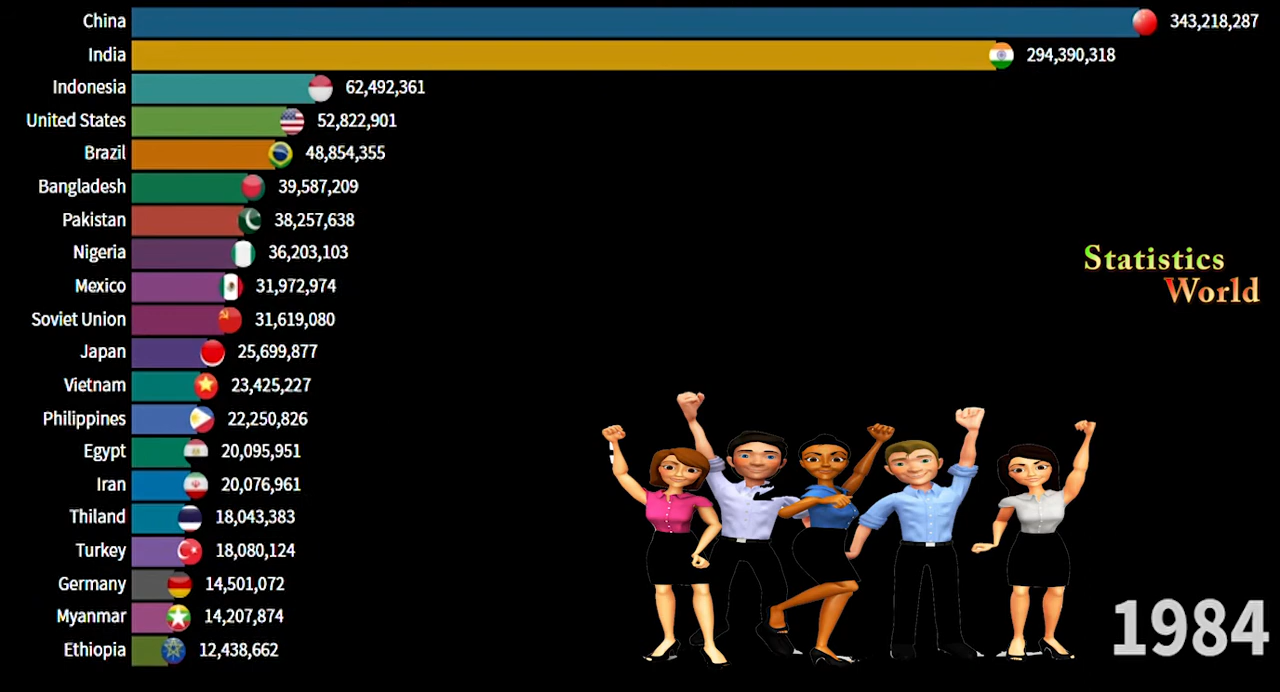 China 343,218,287
India 294,390,318
Indonesia 62,492,361
United States 52,822,901
Brazil 48,854,355
Bangladesh 39,587,209
Pakistan 38,257,638
Nigeria 36,203,103
Mexico 31,972,974
Soviet Union 31,619,080
Japan 25,699,877
Vietnam 23,425,227
Philippines 22,250,826
Egypt 20,095,951
Iran 20,076,961
Thiland 18,043,383
Turkey 18,080,124
Germany 14,501,072
Myanmar 14,207,874
Ethiopia 12,438,662
Statistics
World
1984